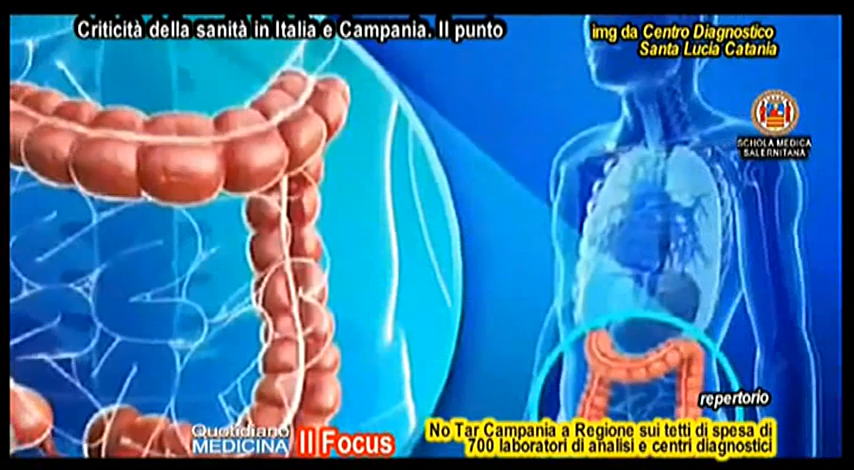 Criticità della sanità in Italia e Campania. Il punto
img da Centro Diagnostico
Santa Lucia Catania
SCHOLA MEDICA
SALERNITANA
repertorio
Quotidiano
MEDICINA
Il Focus
No Tar Campania a Regione sui tetti di spesa di
700 laboratori di analisi e centri diagnostici